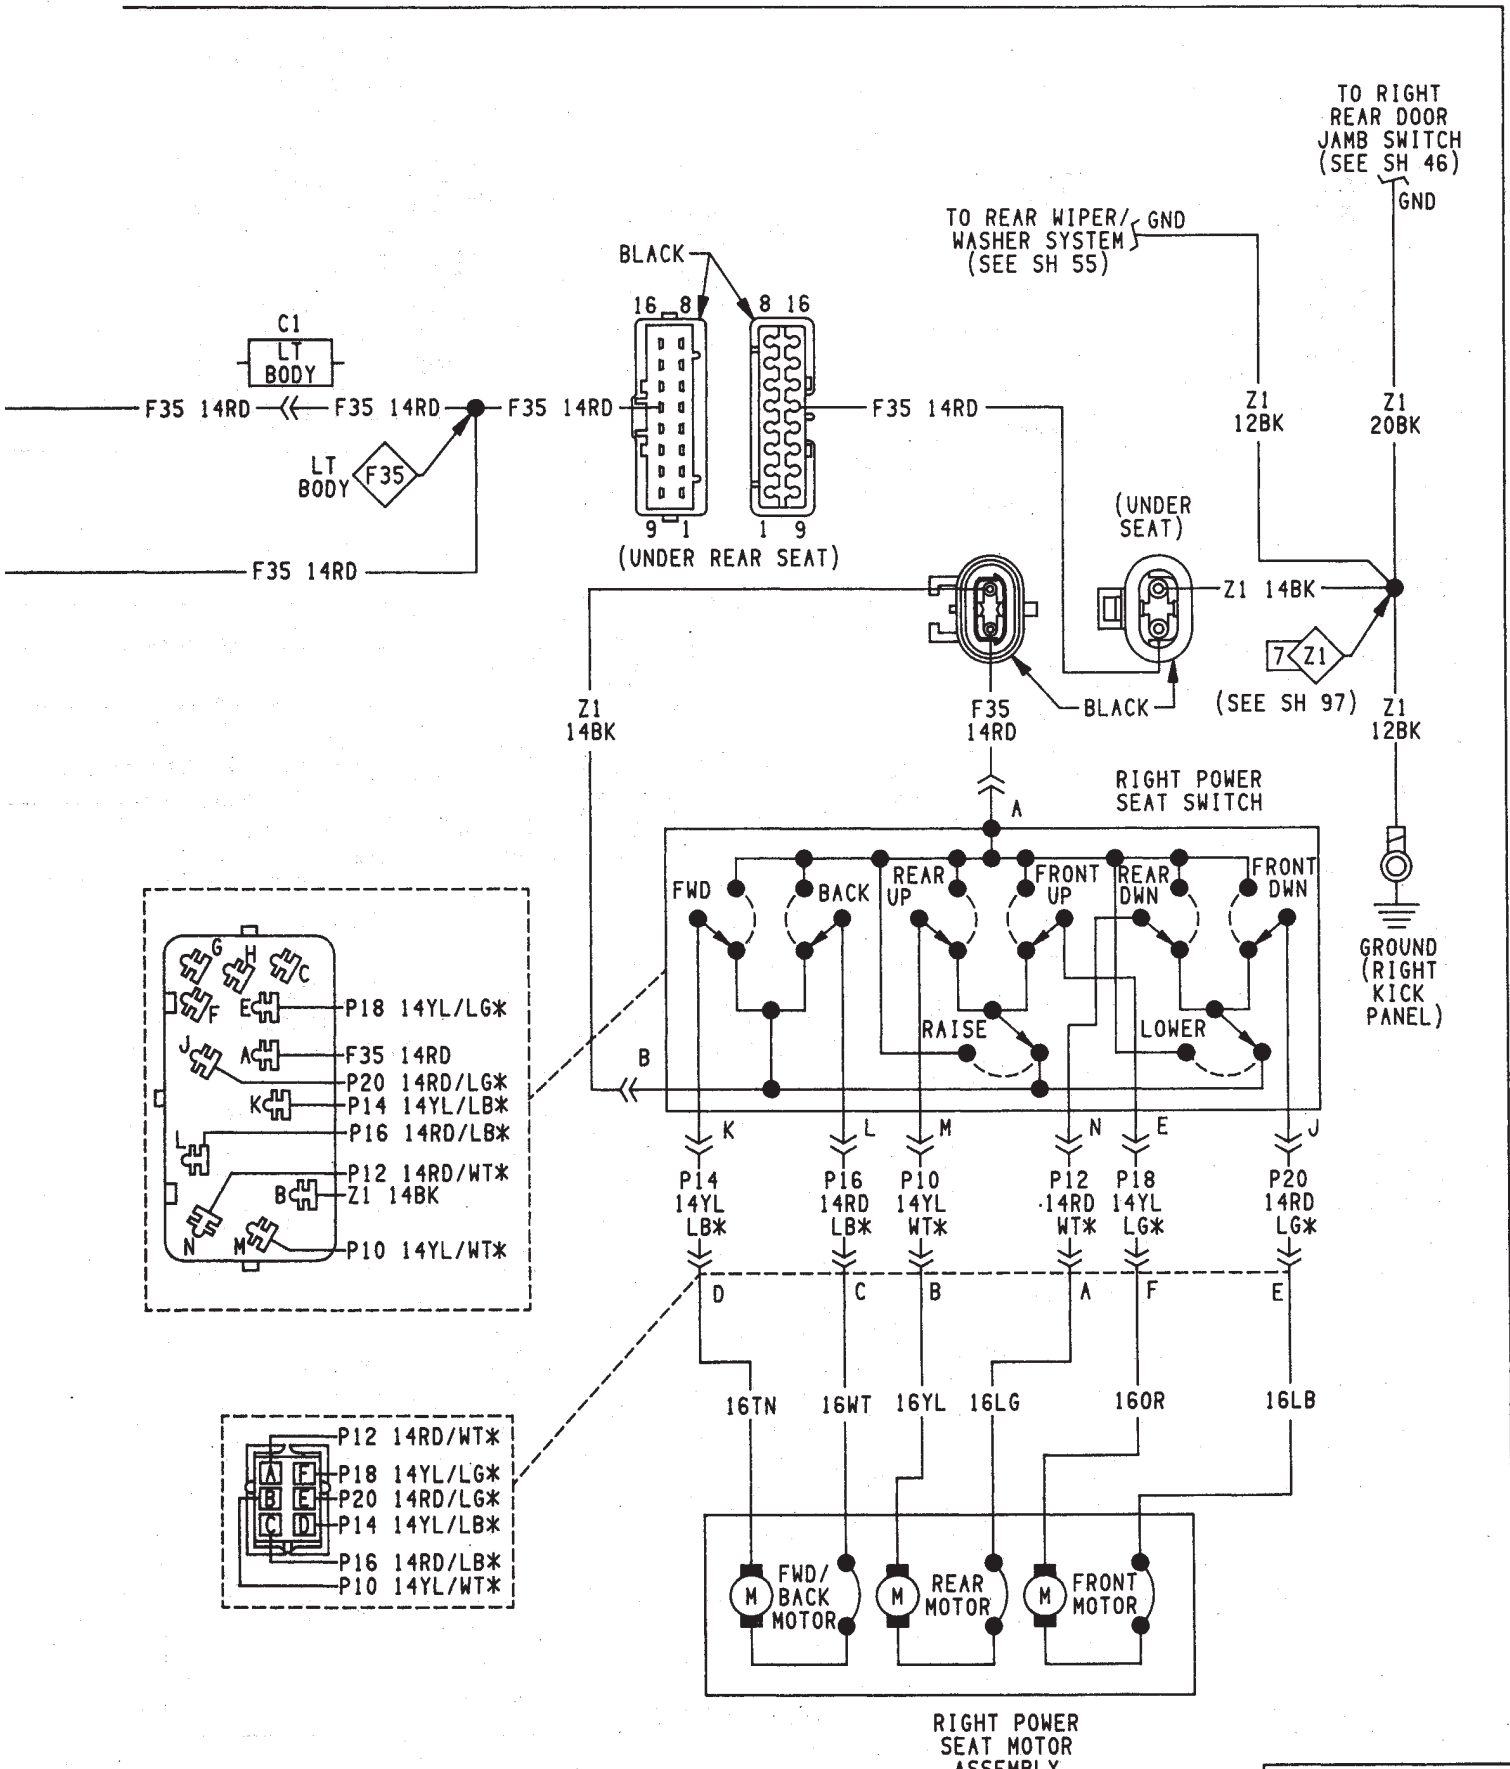 TO RIGHT
REAR DOOR
JAMB SWITCH
(SEE SH 46)
GND
TO REAR WIPER/
WASHER SYSTEM
(SEE SH 55)
GND
BLACK
16 8
8 16
C1
LT
BODY
F35 14RD
F35 14RD
F35 14RD
F35 14RD
Z1
12BK
Z1
20BK
LT
BODY
F35
9 1
1 9
(UNDER REAR SEAT)
(UNDER
SEAT)
F35 14RD
Z1 14BK
7
Z1
(SEE SH 97)
Z1
14BK
F35
14RD
BLACK
Z1
12BK
RIGHT POWER
SEAT SWITCH
A
FWD
BACK
REAR
UP
FRONT
UP
REAR
DWN
FRONT
DWN
RAISE
LOWER
B
GROUND
(RIGHT
KICK
PANEL)
G
H
C
F
E
P18 14YL/LG*
J
A
F35 14RD
P20 14RD/LG*
K
P14 14YL/LB*
L
P16 14RD/LB*
P12 14RD/WT*
B
Z1 14BK
N
M
P10 14YL/WT*
K
L
M
N
E
J
P14
14YL
LB*
P16
14RD
LB*
P10
14YL
WT*
P12
14RD
WT*
P18
14YL
LG*
P20
14RD
LG*
D
C
B
A
F
E
16TN
16WT
16YL
16LG
16OR
16LB
P12 14RD/WT*
A
F
P18 14YL/LG*
B
E
P20 14RD/LG*
C
D
P14 14YL/LB*
P16 14RD/LB*
P10 14YL/WT*
M
FWD/
BACK
MOTOR
M
REAR
MOTOR
M
FRONT
MOTOR
RIGHT POWER
SEAT MOTOR
ASSEMBLY